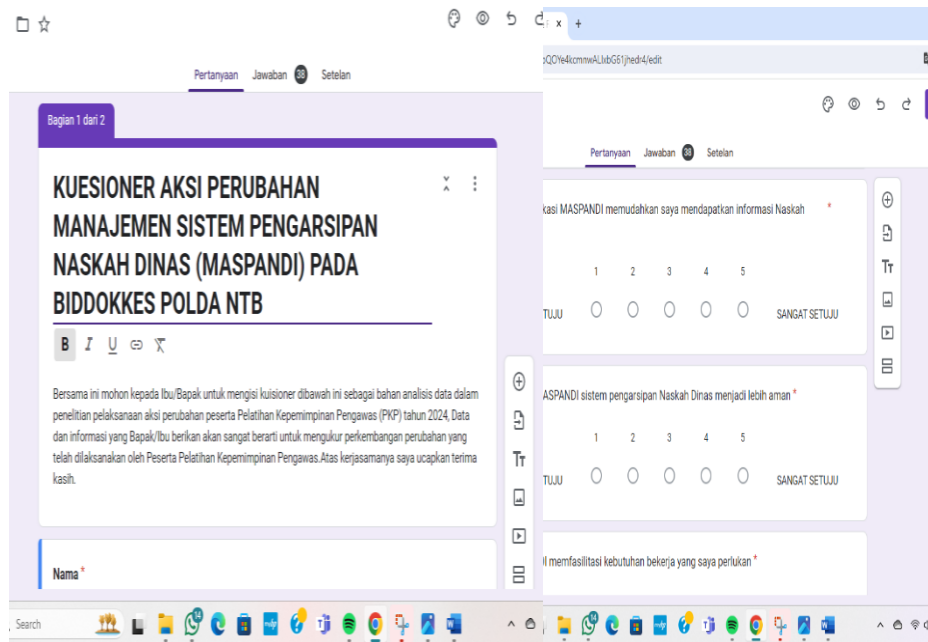 Pertanyaan Jawaban 38 Setelan
Bagian 1 dari 2
KUESIONER AKSI PERUBAHAN
MANAJEMEN SISTEM PENGARSIPAN
NASKAH DINAS (MASPANDI) PADA
BIDDOKKES POLDA NTB
B I U
Bersama ini mohon kepada Ibu/Bapak untuk mengisi kuisioner dibawah ini sebagai bahan analisis data dalam
penelitian pelaksanaan aksi perubahan peserta Pelatihan Kepemimpinan Pengawas (PKP) tahun 2024, Data
dan informasi yang Bapak/Ibu berikan akan sangat berarti untuk mengukur perkembangan perubahan yang
telah dilaksanakan oleh Peserta Pelatihan Kepemimpinan Pengawas.Atas kerjasamanya saya ucapkan terima
kasih.
Nama *
Search
/edit
Pertanyaan Jawaban 38 Setelan
kasi MASPANDI memudahkan saya mendapatkan informasi Naskah *
1 2 3 4 5
TUJU SANGAT SETUJU
ASPANDI sistem pengarsipan Naskah Dinas menjadi lebih aman *
1 2 3 4 5
TUJU SANGAT SETUJU
I memfasilitasi kebutuhan bekerja yang saya perlukan *